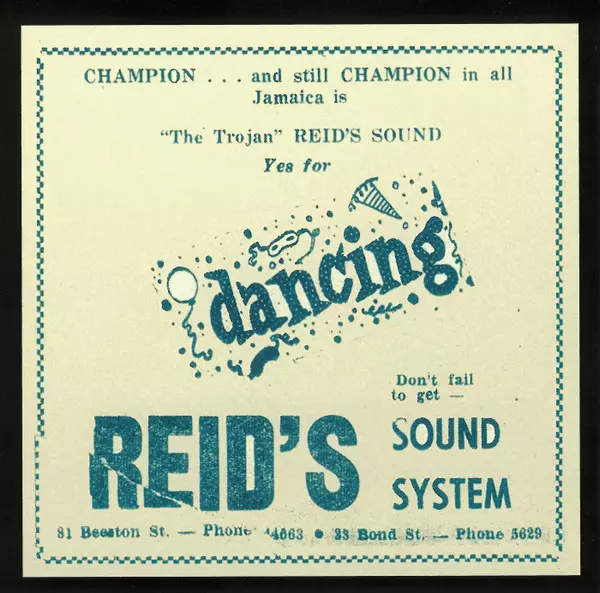 CHAMPION . . . and still CHAMPION in all
Jamaica is
“The Trojan” REID'S SOUND
Yes for
dancing
Don't fail
to get —
REID'S
SOUND
SYSTEM
81 Beeston St. — Phone 44663 • 33 Bond St. — Phone 5629